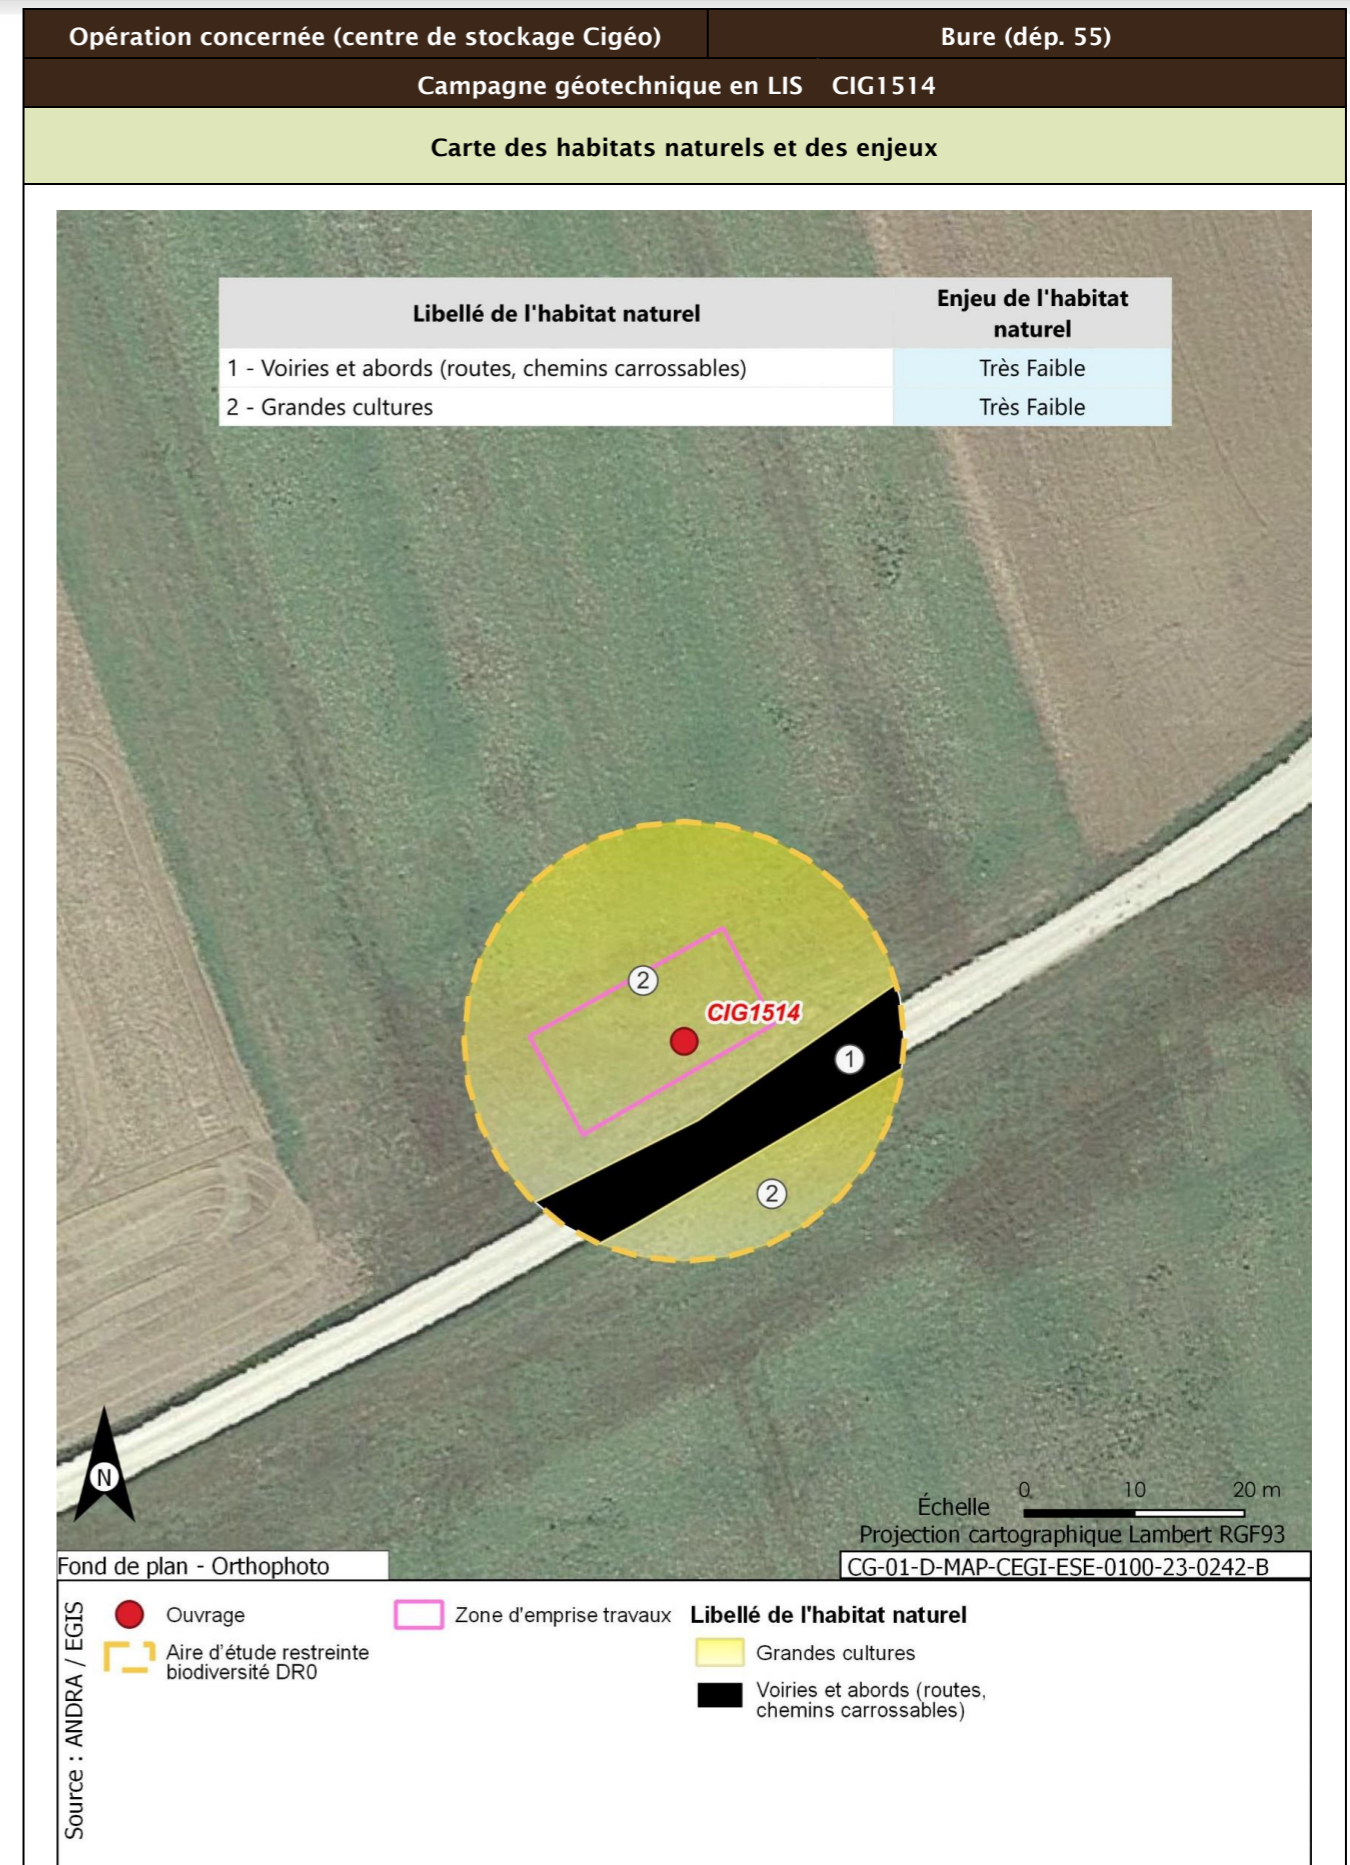 Opération concernée (centre de stockage Cigéo) Bure (dép. 55)
Campagne géotechnique en LIS CIG1514
Carte des habitats naturels et des enjeux
Libellé de l'habitat naturel
Enjeu de l'habitat
naturel
1 - Voiries et abords (routes, chemins carrossables) Très Faible
2 - Grandes cultures Très Faible
2
CIG1514
1
2
N
0 10 20 m
Échelle
Projection cartographique Lambert RGF93
Fond de plan - Orthophoto
CG-01-D-MAP-CEGI-ESE-0100-23-0242-B
Source : ANDRA / EGIS
Ouvrage
Aire d'étude restreinte
biodiversité DR0
Zone d'emprise travaux
Libellé de l'habitat naturel
Grandes cultures
Voiries et abords (routes,
chemins carrossables)